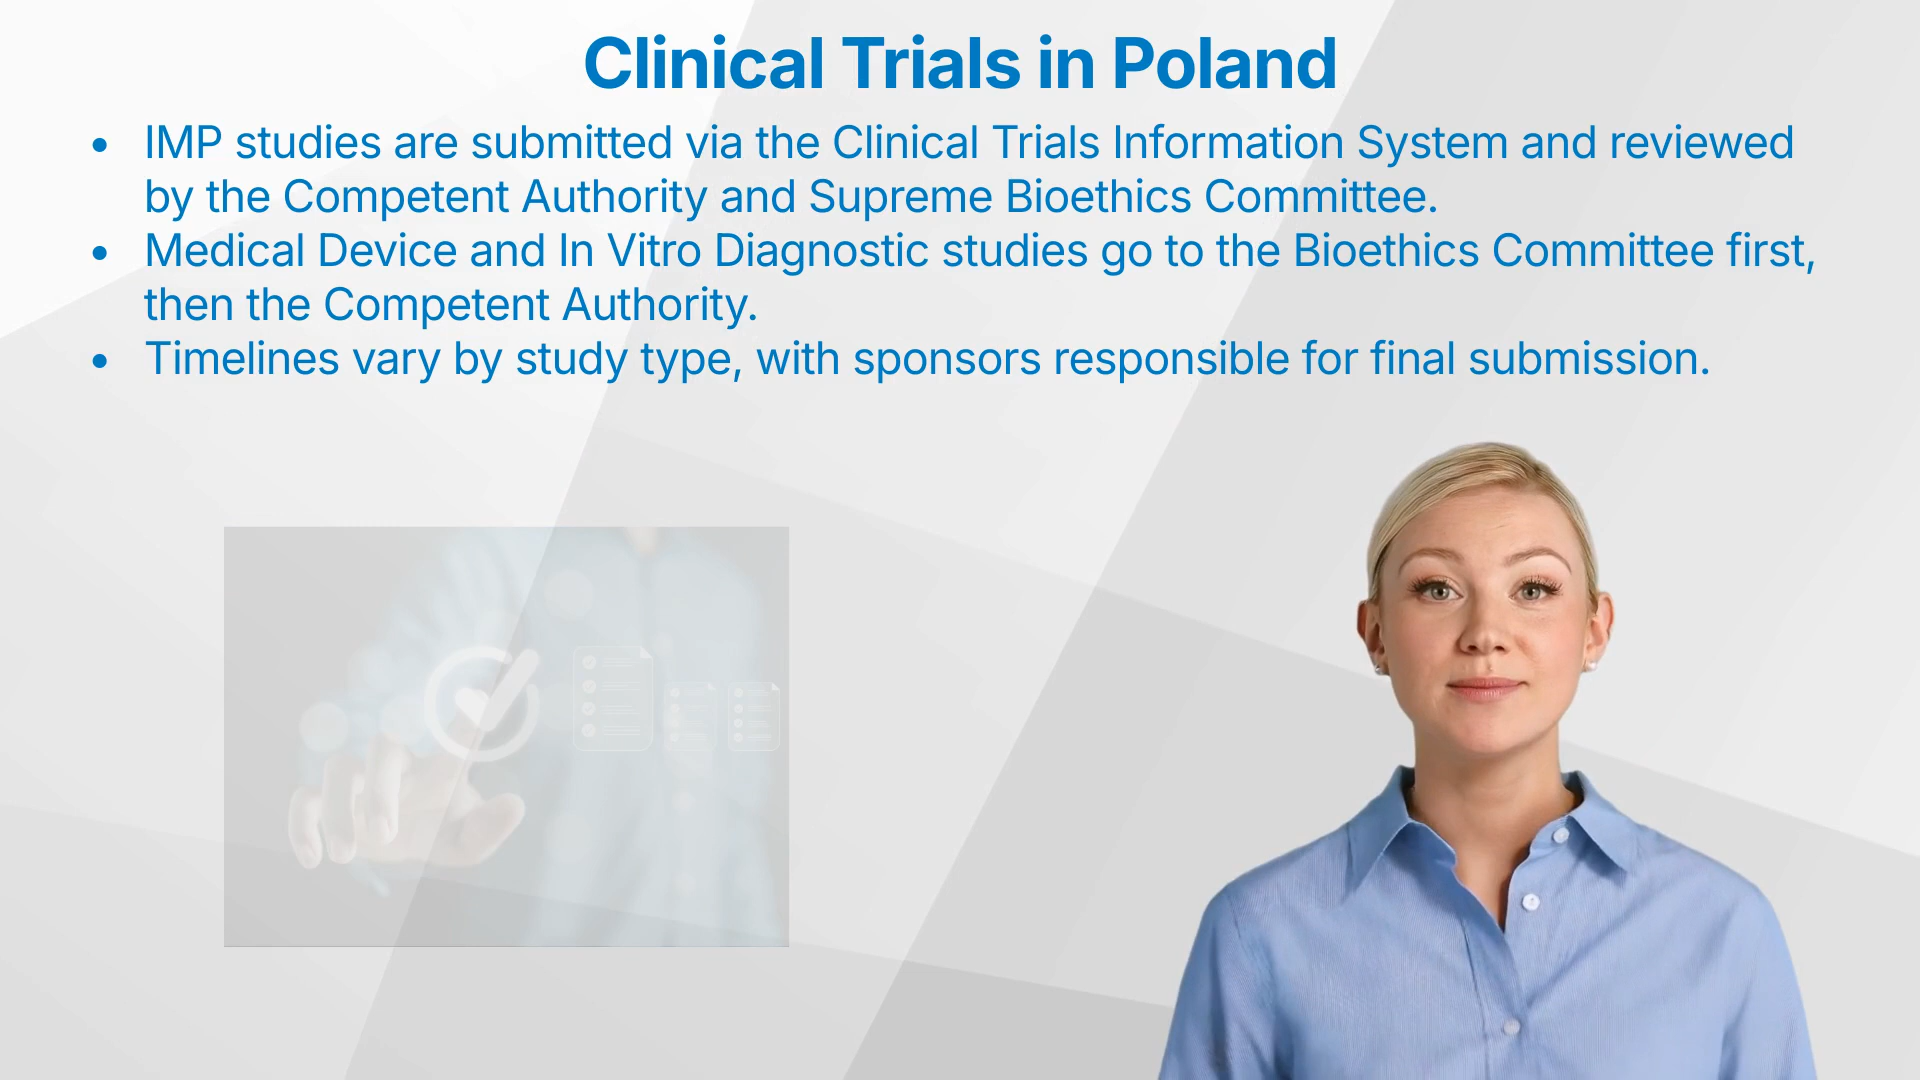 Clinical Trials in Poland
• IMP studies are submitted via the Clinical Trials Information System and reviewed
by the Competent Authority and Supreme Bioethics Committee.
• Medical Device and In Vitro Diagnostic studies go to the Bioethics Committee first,
then the Competent Authority.
• Timelines vary by study type, with sponsors responsible for final submission.